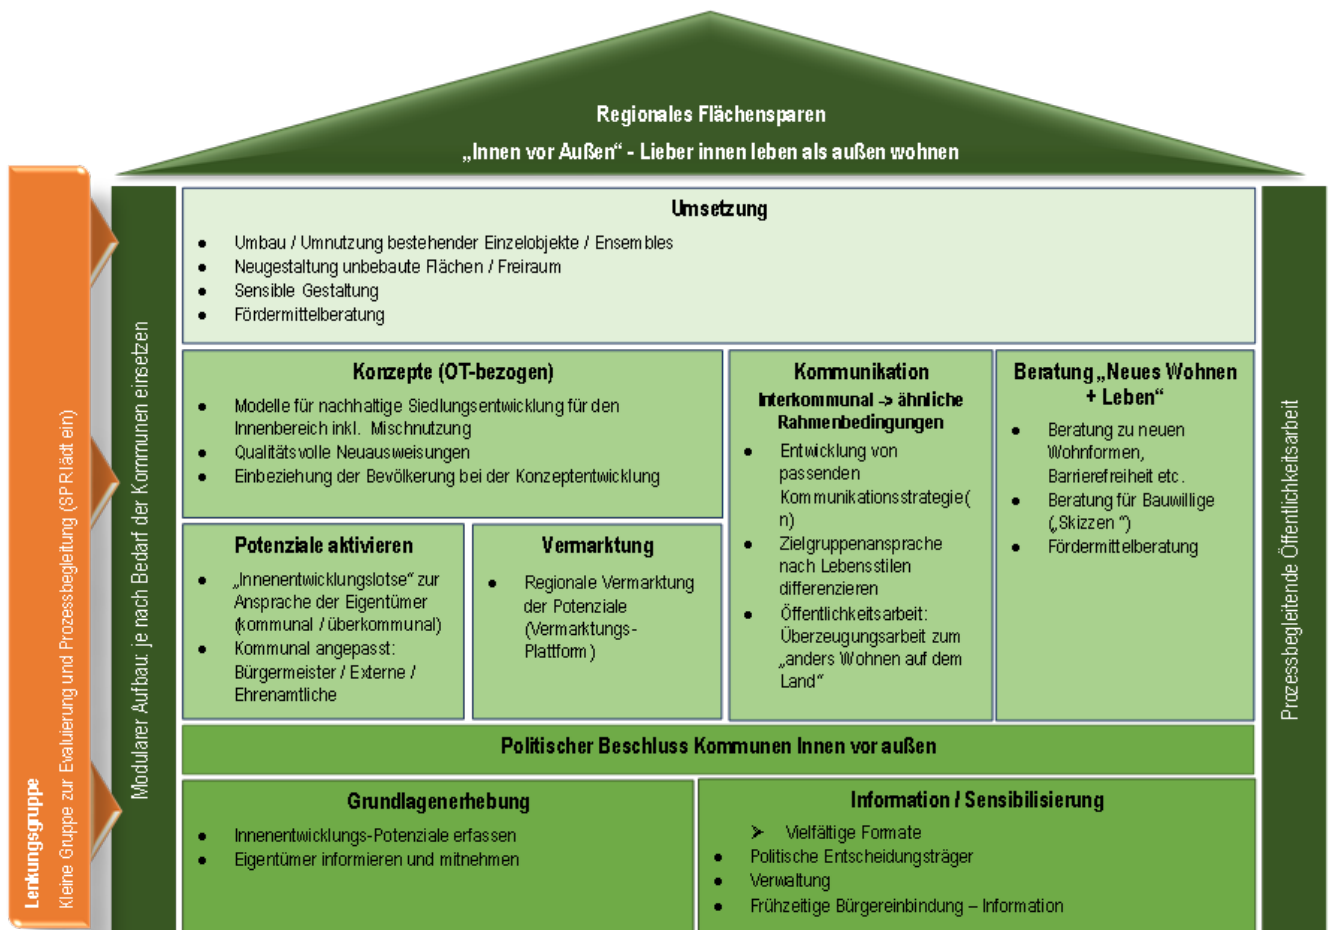 Regionales Flächensparen
„Innen vor Außen“ - Lieber innen leben als außen wohnen
Lenkungsgruppe
Kleine Gruppe zur Evaluierung und Prozessbegleitung (SPR lädt ein)
Modularer Aufbau: je nach Bedarf der Kommunen einsetzen
Umsetzung
● Umbau / Umnutzung bestehender Einzelobjekte / Ensembles
● Neugestaltung unbebaute Flächen / Freiraum
● Sensible Gestaltung
● Fördermittelberatung
Konzepte (OT-bezogen)
● Modelle für nachhaltige Siedlungsentwicklung für den
Innenbereich inkl. Mischnutzung
● Qualitätsvolle Neuausweisungen
● Einbeziehung der Bevölkerung bei der Konzeptentwicklung
Potenziale aktivieren
● „Innenentwicklungslotse“ zur
Ansprache der Eigentümer
(kommunal / überkommunal)
● Kommunal angepasst:
Bürgermeister / Externe /
Ehrenamtliche
Vermarktung
● Regionale Vermarktung
der Potenziale
(Vermarktungs-
Plattform)
Kommunikation
Interkommunal -> ähnliche
Rahmenbedingungen
● Entwicklung von
passenden
Kommunikationsstrategie(
n)
● Zielgruppenansprache
nach Lebensstilen
differenzieren
● Öffentlichkeitsarbeit:
Überzeugungsarbeit zum
„anders Wohnen auf dem
Land“
Beratung „Neues Wohnen
+ Leben“
● Beratung zu neuen
Wohnformen,
Barrierefreiheit etc.
● Beratung für Bauwillige
(„Skizzen “)
● Fördermittelberatung
Politischer Beschluss Kommunen Innen vor außen
Grundlagenerhebung
● Innenentwicklungs-Potenziale erfassen
● Eigentümer informieren und mitnehmen
Information / Sensibilisierung
➢ Vielfältige Formate
● Politische Entscheidungsträger
● Verwaltung
● Frühzeitige Bürgereinbindung – Information
Prozessbegleitende Öffentlichkeitsarbeit